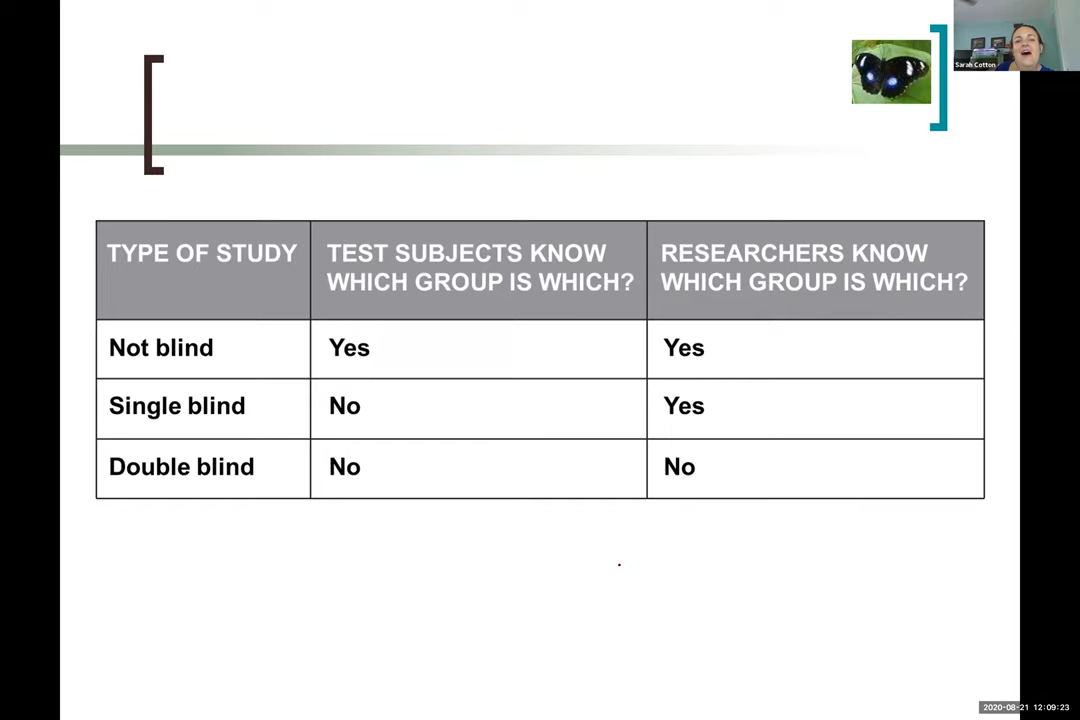 Sarah Cotton
TYPE OF STUDY
TEST SUBJECTS KNOW
WHICH GROUP IS WHICH?
RESEARCHERS KNOW
WHICH GROUP IS WHICH?
Not blind
Yes
Yes
Single blind
No
Yes
Double blind
No
No
2020-08-21 12:09:23